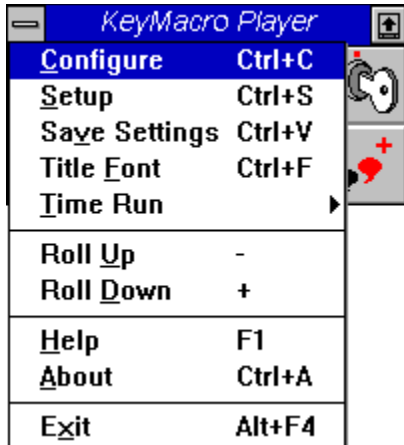 KeyMacro Player
Configure Ctrl+C
Setup Ctrl+S
Save Settings Ctrl+V
Title Font Ctrl+F
Time Run
Roll Up -
Roll Down +
Help F1
About Ctrl+A
Exit Alt+F4